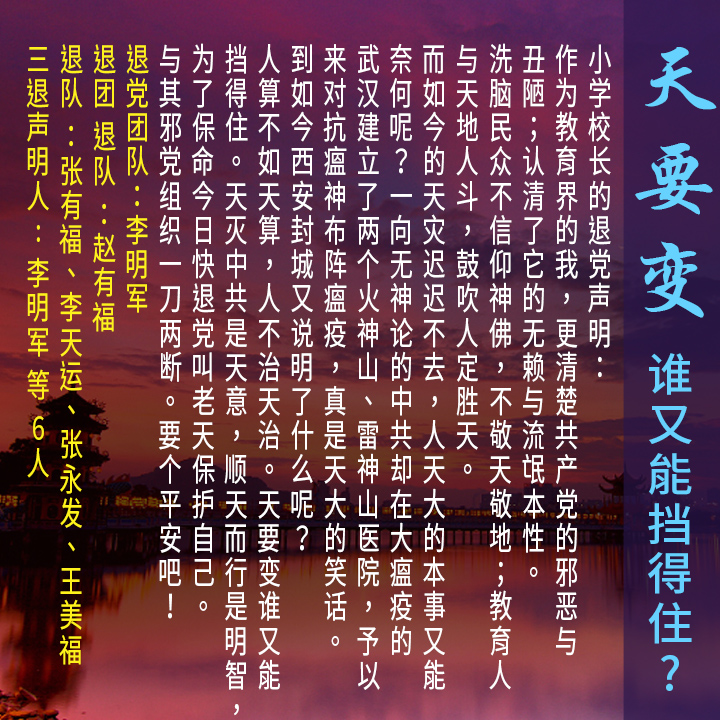 天要变
谁又能挡得住?
小学校长的退党声明：
作为教育界的我，更清楚共产党的邪恶与
丑陋；认清了它的无赖与流氓本性。
洗脑民众不信仰神佛，不敬天敬地；教育人
与天地人斗，鼓吹人定胜天。
而如今的天灾迟迟不去，人天大的本事又能
奈何呢？一向无神论的中共却在大瘟疫的
武汉建立了两个火神山、雷神山医院，予以
来对抗瘟神布阵瘟疫，真是天大的笑话。
到如今西安封城又说明了什么呢？
人算不如天算，人不治天治。天要变谁又能
挡得住。天灭中共是天意，顺天而行是明智，
为了保命今日快退党叫老天保护自己。
与其邪党组织一刀两断。要个平安吧！
退党团队：李明军
退团 退队：赵有福
退队：张有福、李天运、张永发、王美福
三退声明人：李明军 等 6人